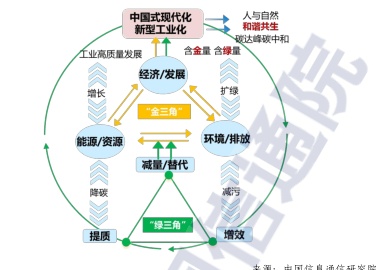 中国式现代化
新型工业化
人与自然
和谐共生
碳达峰碳中和
工业高质量发展
含金量 含绿量
经济/发展
增长
扩绿
“金三角”
能源/资源
环境/排放
减量/替代
降碳
减污
“绿三角”
提质
增效
来源：中国信息通信研究院